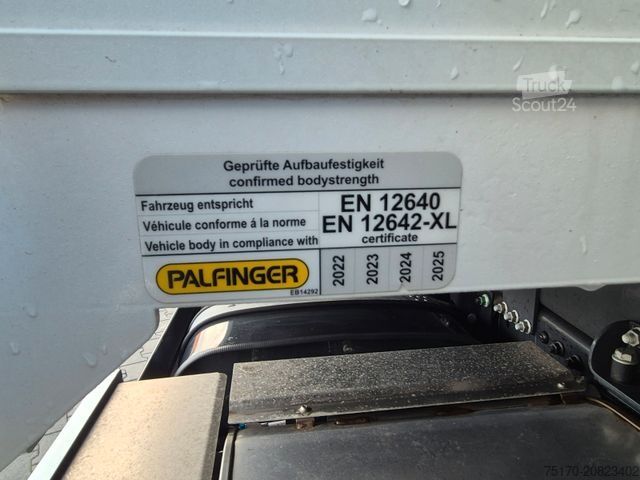 Truck
Scout24
Geprüfte Aufbaufestigkeit
confirmed bodystrength
Fahrzeug entspricht
Véhicule conforme á la norme
Vehicle body in compliance with
EN 12640
EN 12642-XL
certificate
PALFINGER
EB14292
2022
2023
2024
2025
75170-20823402